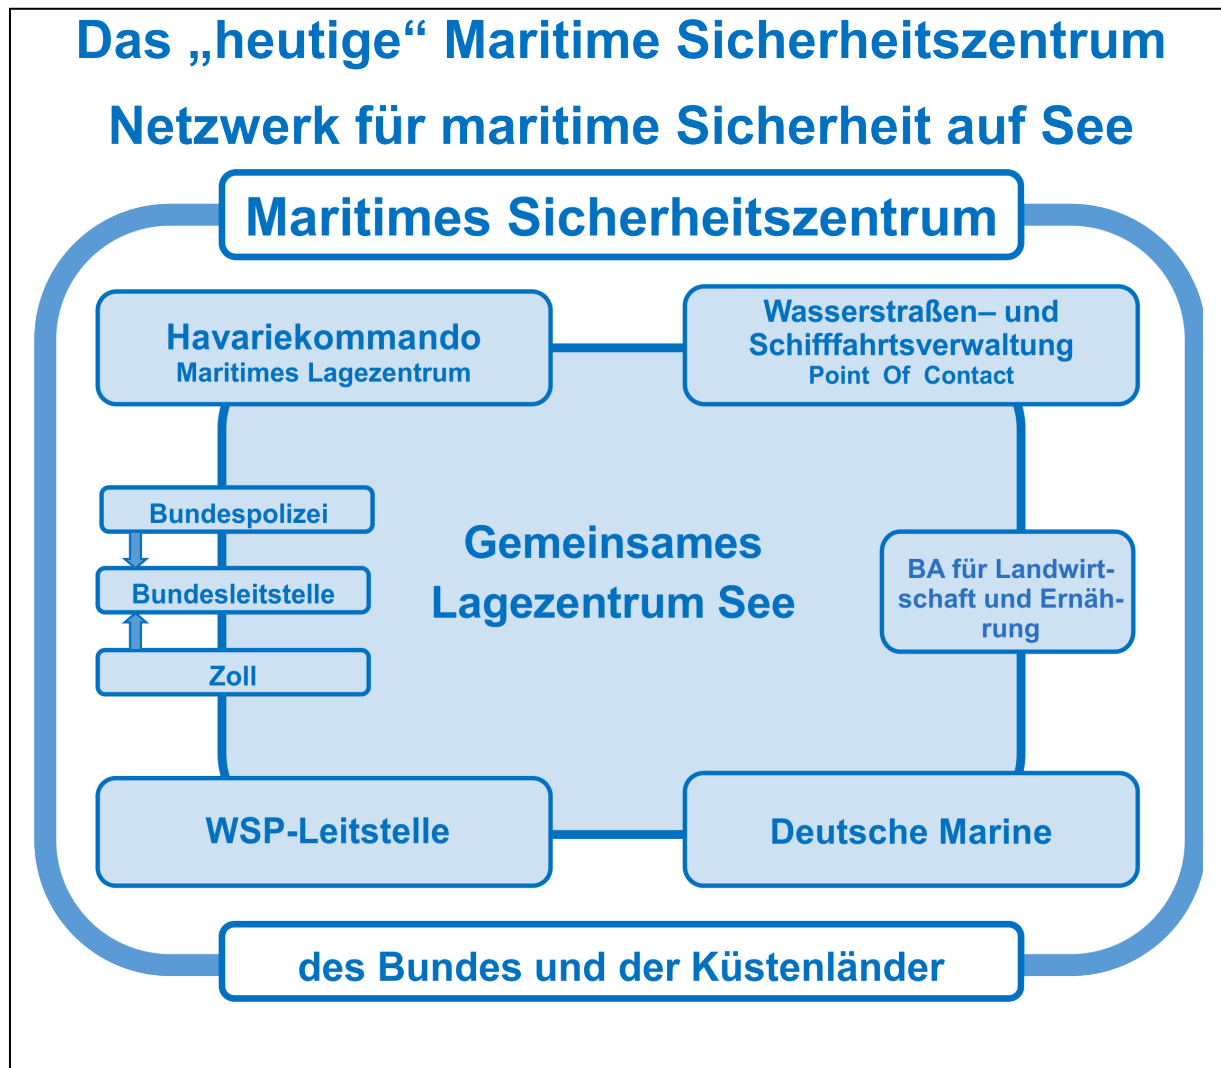 Das „heutige“ Maritime Sicherheitszentrum
Netzwerk für maritime Sicherheit auf See
Maritimes Sicherheitszentrum
Havariekommando
Maritimes Lagezentrum
Wasserstraßen– und
Schifffahrtsverwaltung
Point Of Contact
Bundespolizei
Bundesleitstelle
Zoll
Gemeinsames
Lagezentrum See
BA für Landwirt-
schaft und Ernäh-
rung
WSP-Leitstelle
Deutsche Marine
des Bundes und der Küstenländer